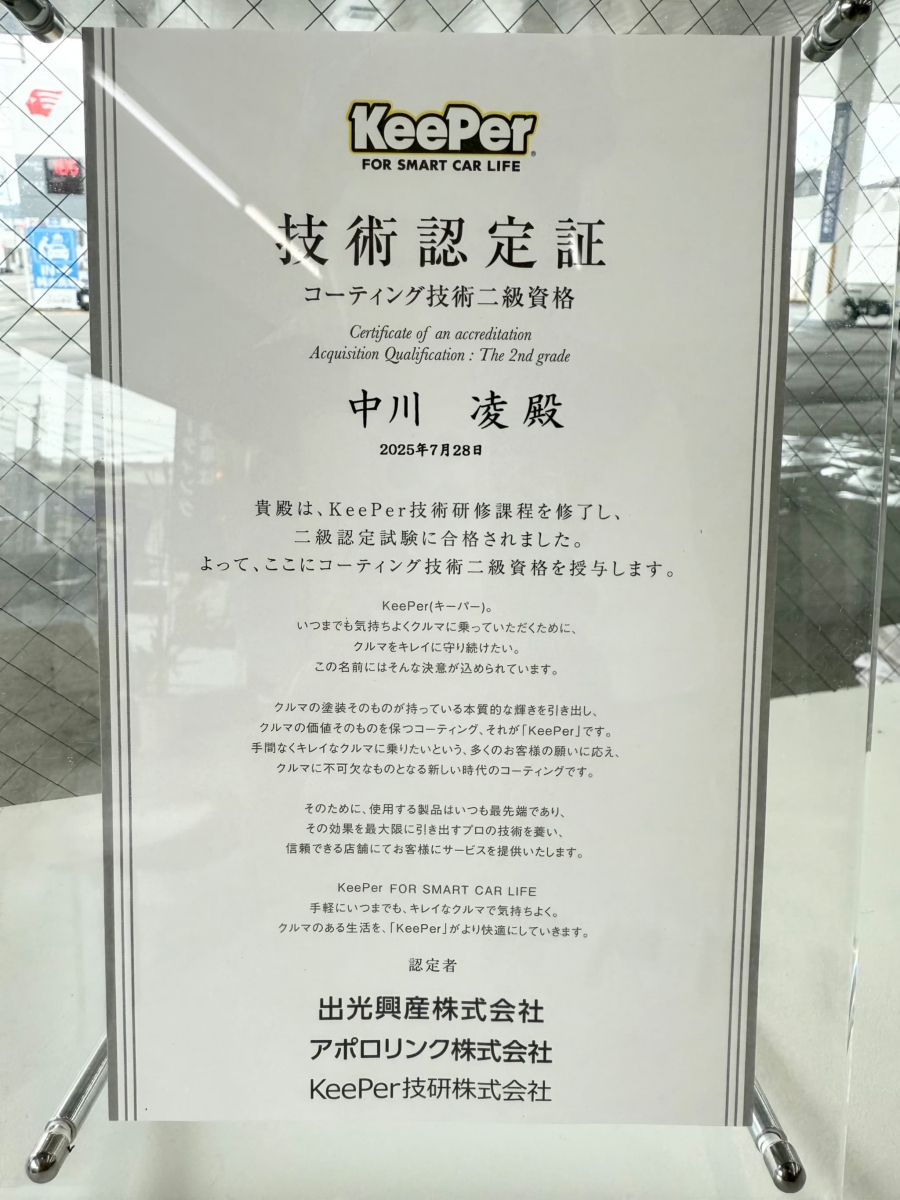 KeePer
FOR SMART CAR LIFE
技術認定証
コーティング技術二級資格
Certificate of an accreditation
Acquisition Qualification : The 2nd grade
中川 凌殿
2025年7月28日
貴殿は、KeePer技術研修課程を修了し、
二級認定試験に合格されました。
よって、ここにコーティング技術二級資格を授与します。
KeePer(キーパー)。
いつまでも気持ちよくクルマに乗っていただくために、
クルマをキレイに守り続けたい。
この名前にはそんな決意が込められています。
クルマの塗装そのものが持っている本質的な輝きを引き出し、
クルマの価値そのものを保つコーティング、それが「KeePer」です。
手間なくキレイなクルマに乗りたいという、多くのお客様の願いに応え、
クルマに不可欠なものとなる新しい時代のコーティングです。
そのために、使用する製品はいつも最先端であり、
その効果を最大限に引き出すプロの技術を養い、
信頼できる店舗にてお客様にサービスを提供いたします。
KeePer FOR SMART CAR LIFE
手軽にいつまでも、キレイなクルマで気持ちよく。
クルマのある生活を、「KeePer」がより快適にしていきます。
認定者
出光興産株式会社
アポロリンク株式会社
KeePer技研株式会社